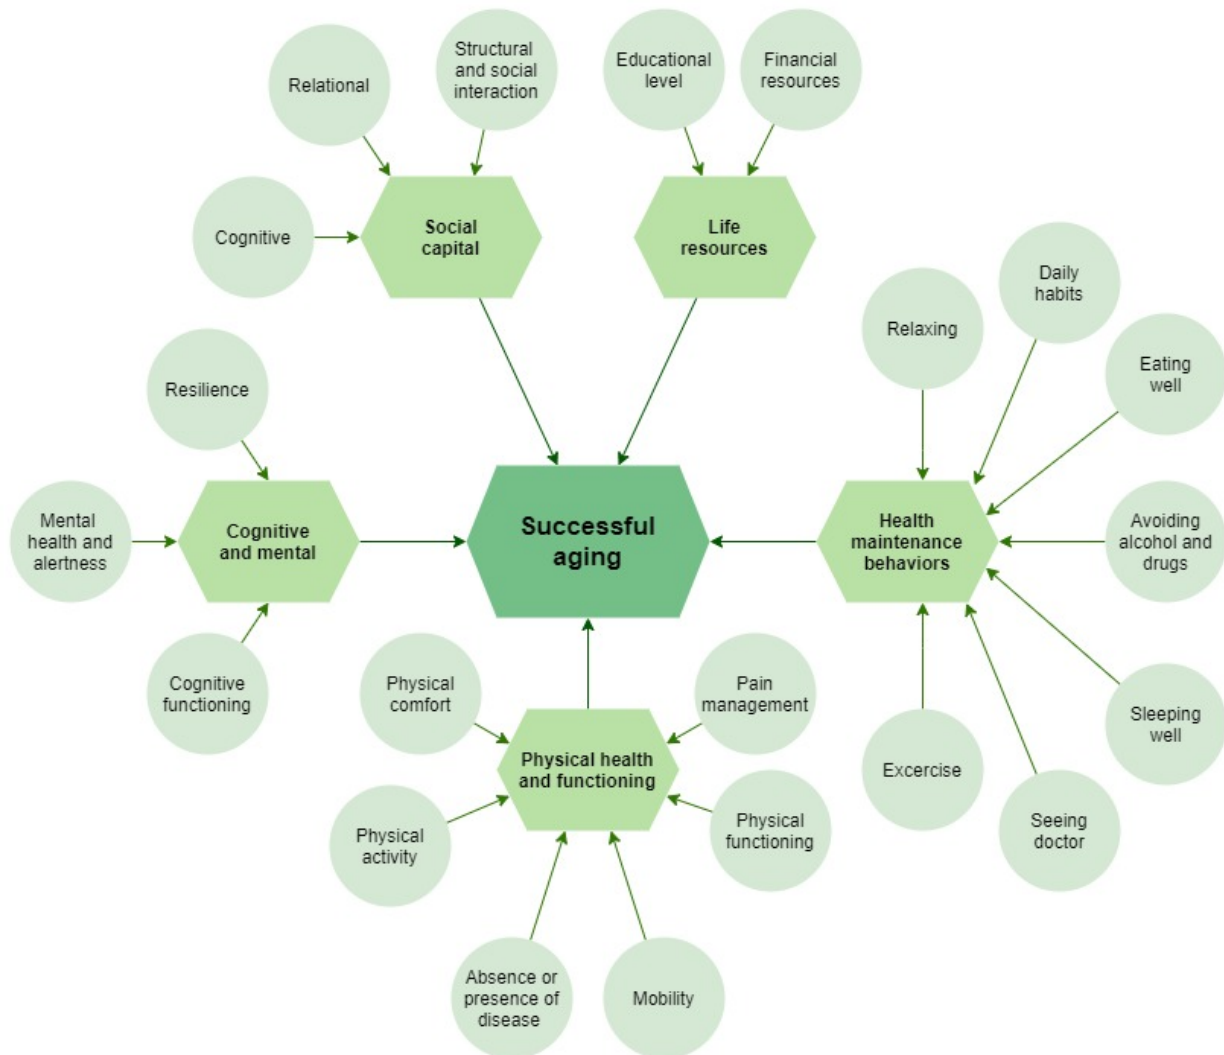 Relational
Structural
and social
interaction
Educational
level
Financial
resources
Cognitive
Social
capital
Life
resources
Daily
habits
Relaxing
Eating
well
Resilience
Mental
health and
alertness
Cognitive
and mental
Successful
aging
Health
maintenance
behaviors
Avoiding
alcohol and
drugs
Cognitive
functioning
Physical
comfort
Pain
management
Sleeping
well
Physical health
and functioning
Excercise
Physical
activity
Physical
functioning
Seeing
doctor
Absence or
presence of
disease
Mobility